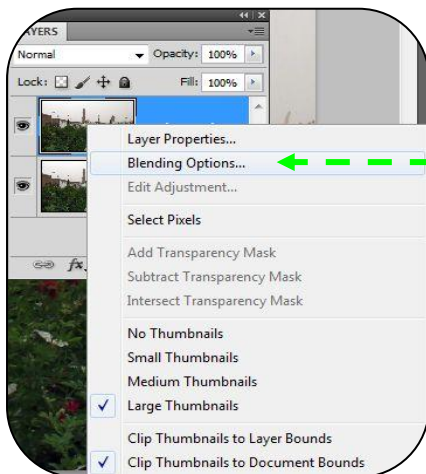 Normal Opacity: 100%
Lock: Fill: 100%
Layer Properties...
Blending Options...
Edit Adjustment...
Select Pixels
Add Transparency Mask
Subtract Transparency Mask
Intersect Transparency Mask
No Thumbnails
Small Thumbnails
Medium Thumbnails
Large Thumbnails
Clip Thumbnails to Layer Bounds
Clip Thumbnails to Document Bounds